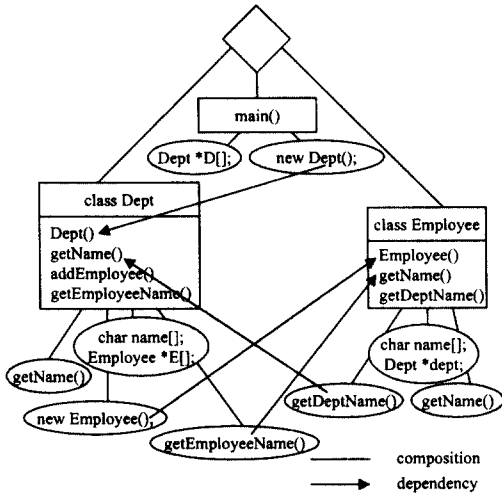 main()
Dept *D[];
new Dept();
class Dept
Dept()
getName()
addEmployee()
getEmployeeName()
class Employee
Employee()
getName()
getDeptName()
char name[];
Employee *E[];
char name[];
Dept *dept;
getName()
new Employee();
getEmployeeName()
getDeptName()
getName()
composition
dependency